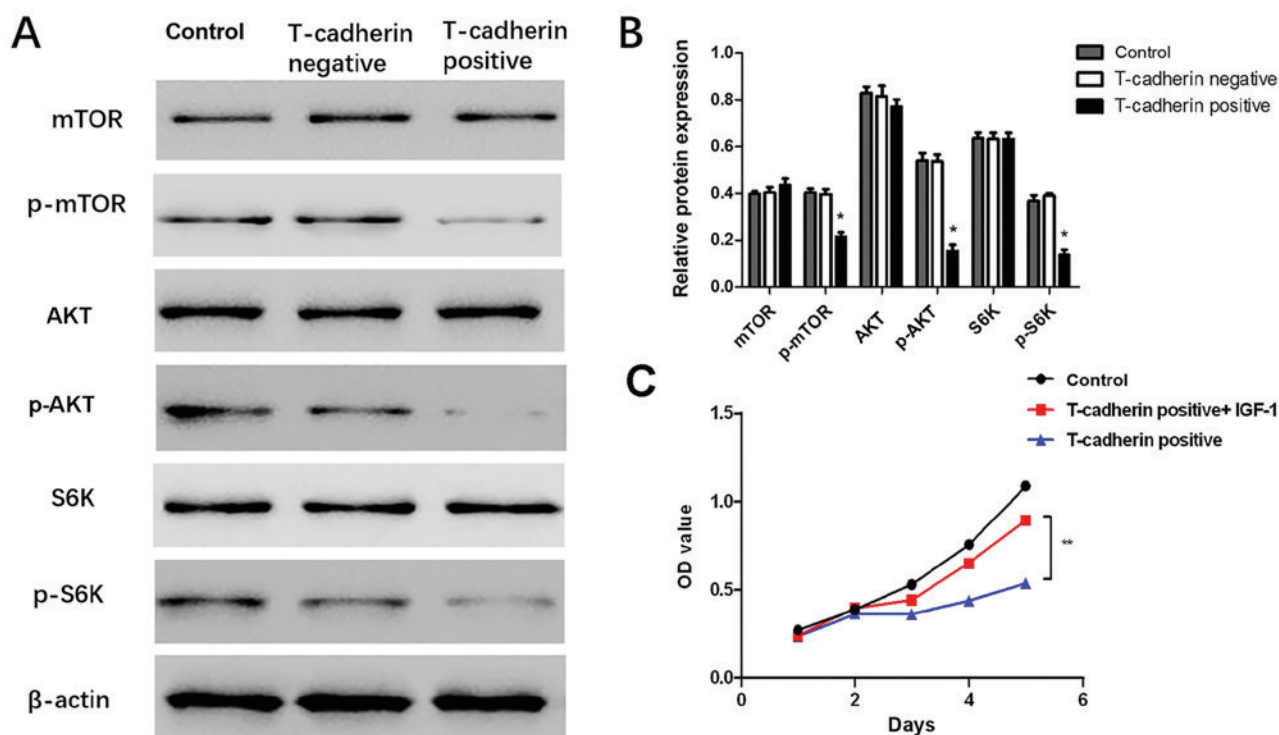 A
Control
T-cadherin
negative
T-cadherin
positive
mTOR
p-mTOR
AKT
p-AKT
S6K
p-S6K
β-actin
B
Relative protein expression
1.0
0.8
0.6
0.4
0.2
0.0
*
*
*
mTOR
p-mTOR
AKT
p-AKT
S6K
p-S6K
Control
T-cadherin negative
T-cadherin positive
C
Control
T-cadherin positive+ IGF-1
T-cadherin positive
OD value
1.5
1.0
0.5
0.0
**
0
2
4
6
Days